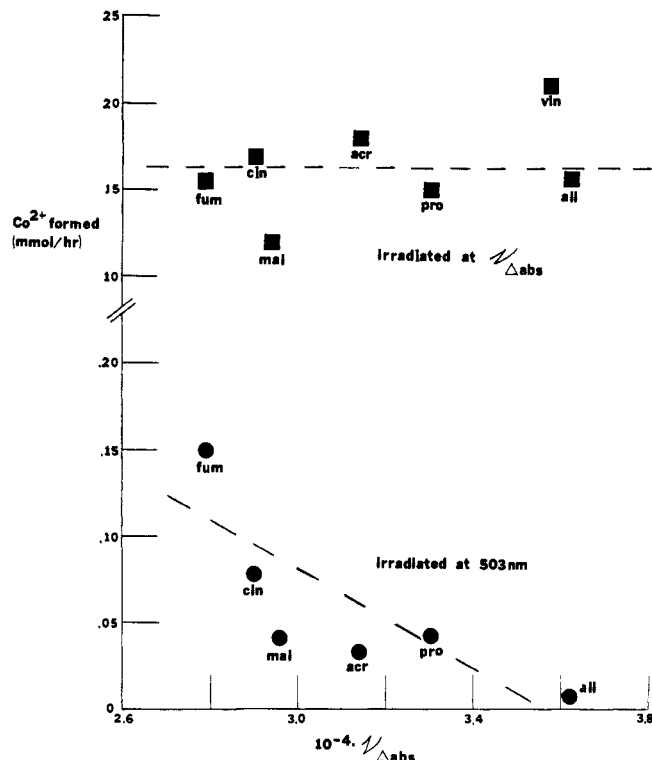 25
20
vin
acr
cin
15
fum
pro
all
Co²⁺ formed
(mmol/hr)
mal
irradiated at 𝜈△abs
10
.20
.15
fum
.10
irradiated at 503nm
cin
.05
mal
acr
pro
all
0
2.6
3.0
3.4
3.8
10⁻⁴· 𝜈△abs